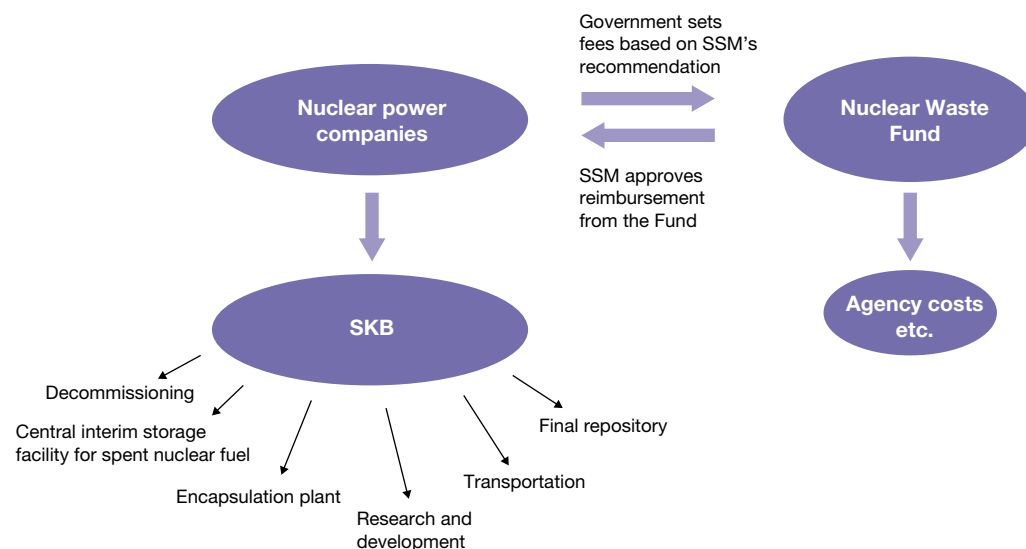 Government sets
fees based on SSM’s
recommendation
Nuclear power
companies
Nuclear Waste
Fund
SSM approves
reimbursement
from the Fund
SKB
Agency costs
etc.
Decommissioning
Central interim storage
facility for spent nuclear fuel
Encapsulation plant
Research and
development
Transportation
Final repository